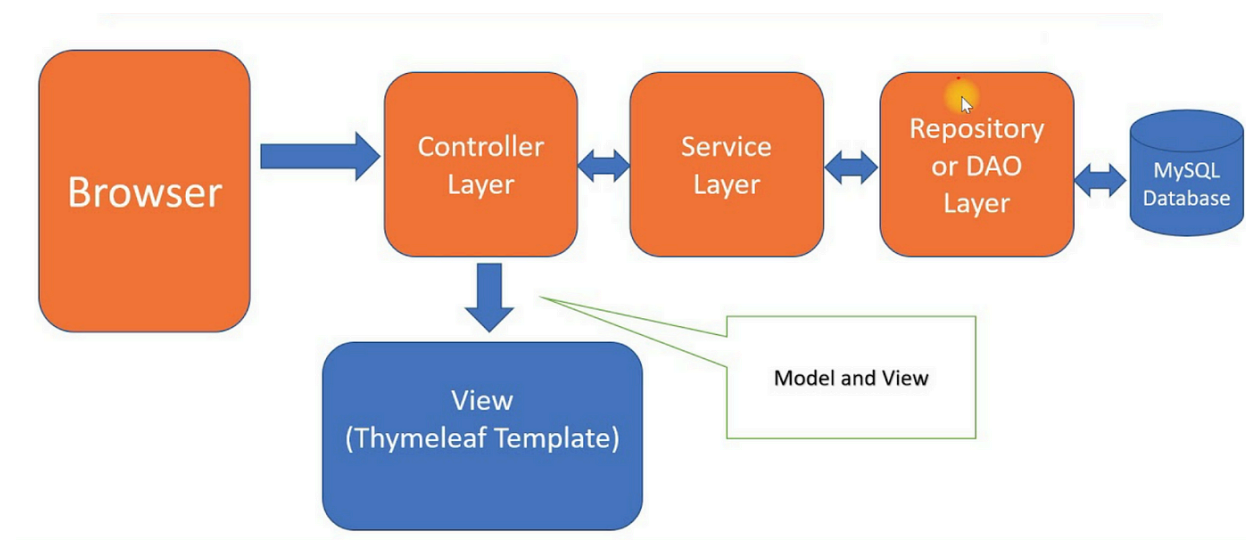 Browser
Controller
Layer
Service
Layer
Repository
or DAO
Layer
MySQL
Database
View
(Thymeleaf Template)
Model and View